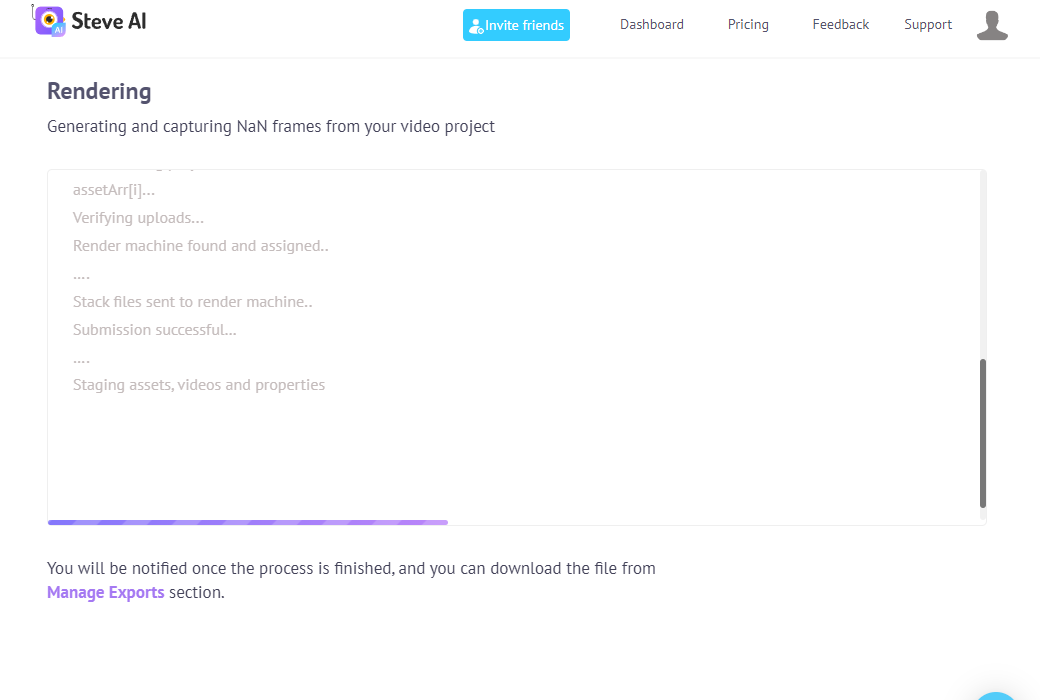 Steve AI
AI
Invite friends
Dashboard
Pricing
Feedback
Support
Rendering
Generating and capturing NaN frames from your video project
assetArr[i]...
Verifying uploads...
Render machine found and assigned..
....
Stack files sent to render machine..
Submission successful...
....
Staging assets, videos and properties
You will be notified once the process is finished, and you can download the file from
Manage Exports section.